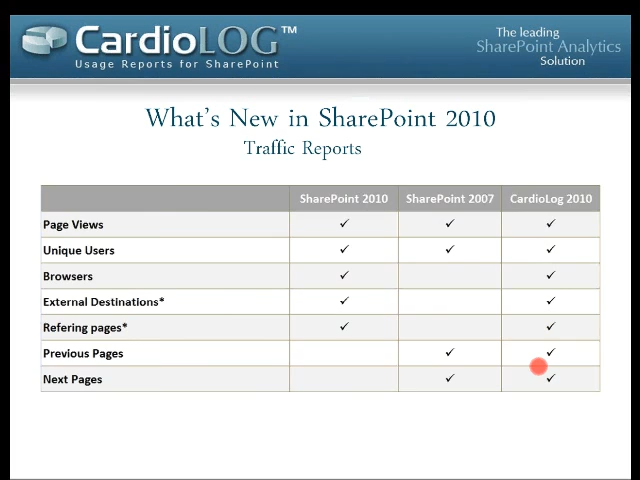 CardioLOG™
Usage Reports for SharePoint
The leading
SharePoint Analytics
Solution
What's New in SharePoint 2010
Traffic Reports
SharePoint 2010 SharePoint 2007 CardioLog 2010
Page Views ✓ ✓ ✓
Unique Users ✓ ✓ ✓
Browsers ✓ ✓
External Destinations* ✓ ✓
Refering pages* ✓ ✓
Previous Pages ✓ ✓
Next Pages ✓ ✓